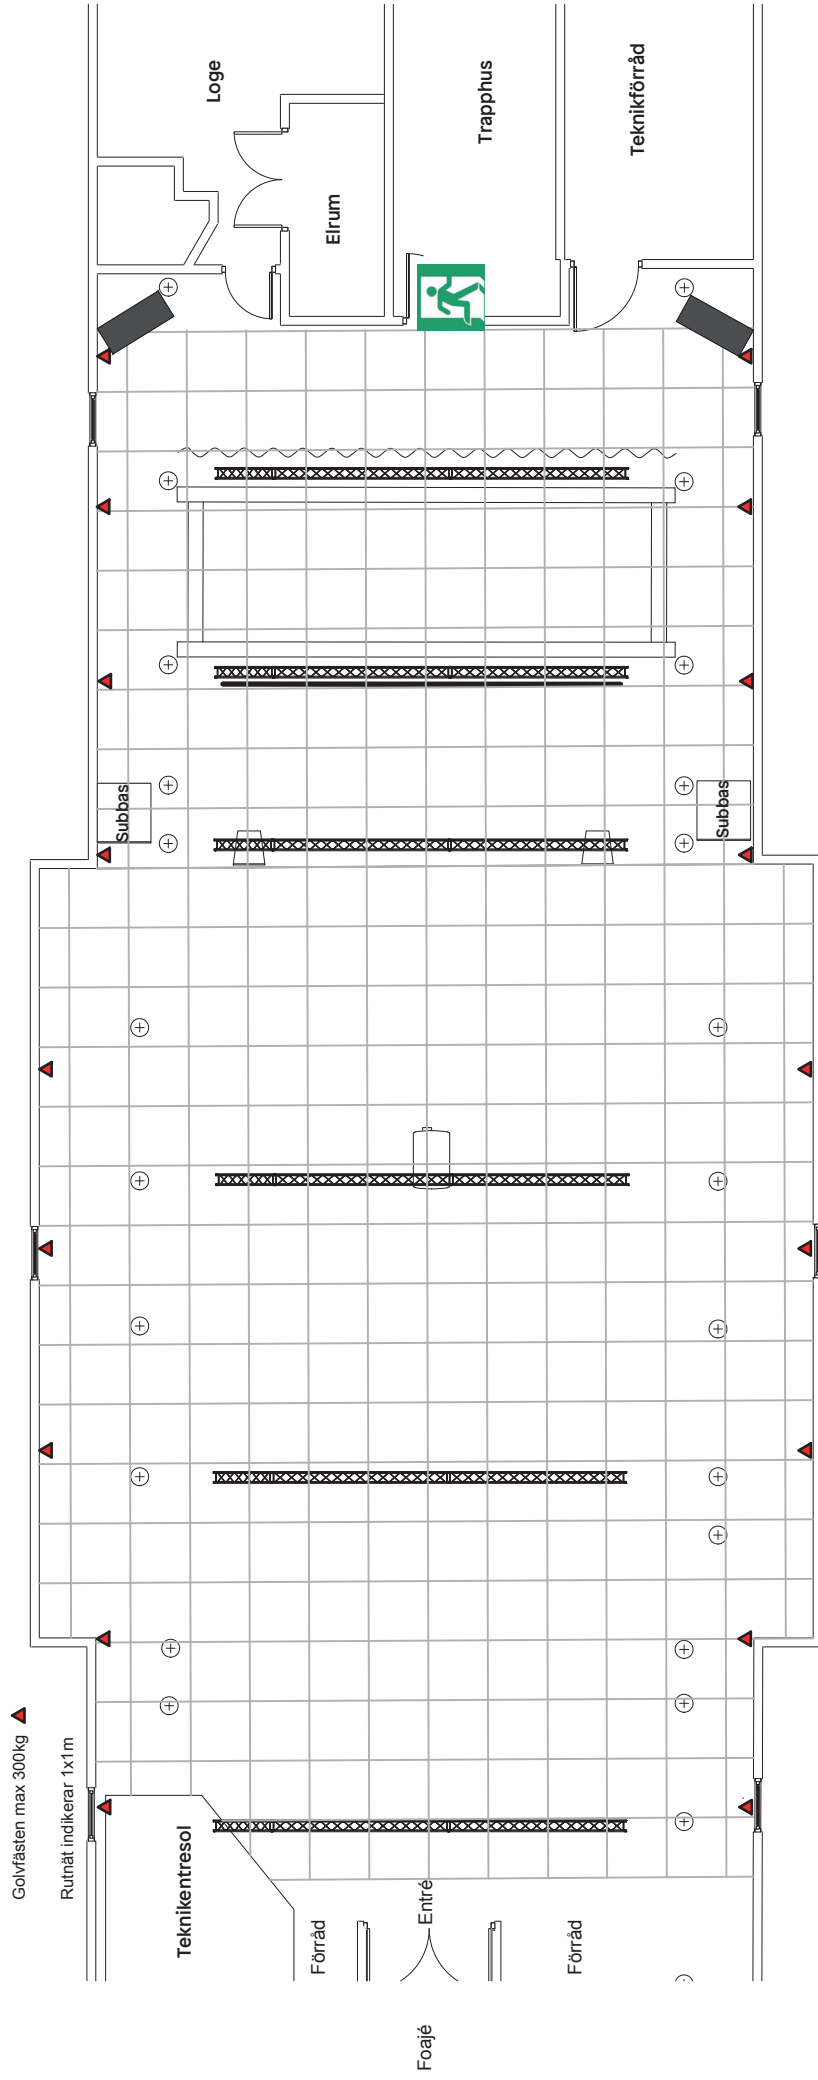 Golvfästen max 300kg
Rutnät indikerar 1x1m
Loge
Elrum
Trapphus
Teknikförråd
Subbas
Subbas
Teknikentresol
Förråd
Entré
Förråd
Foajé